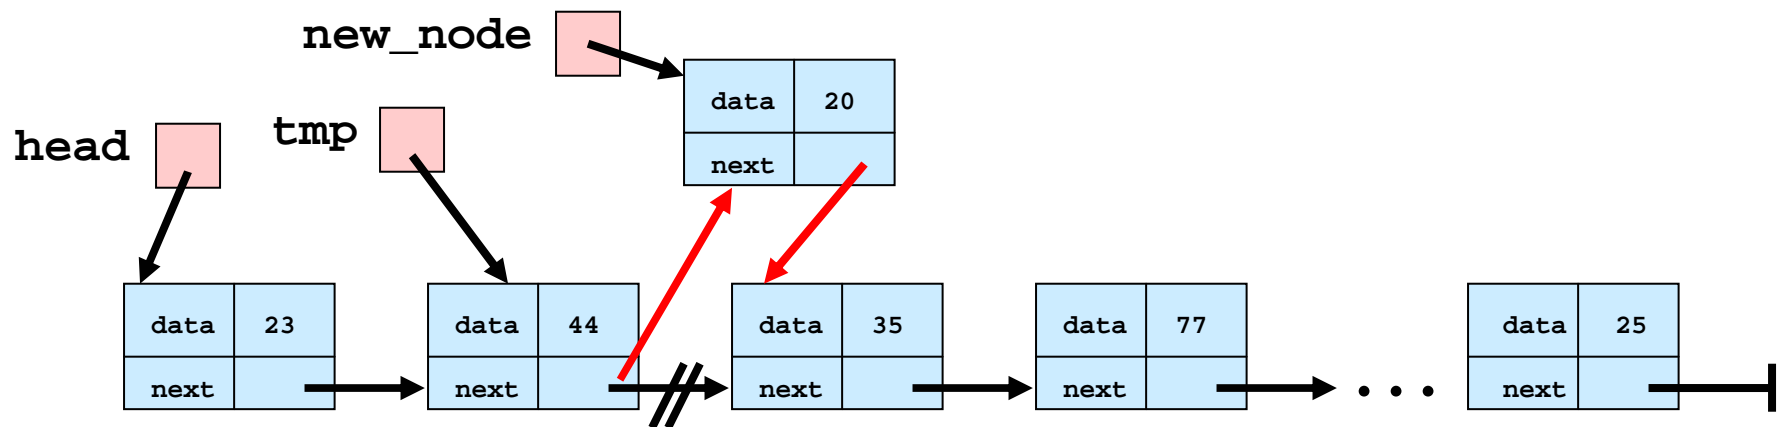 new_node
data 20
next
head
tmp
data 23
next
data 44
next
data 35
next
data 77
next
...
data 25
next